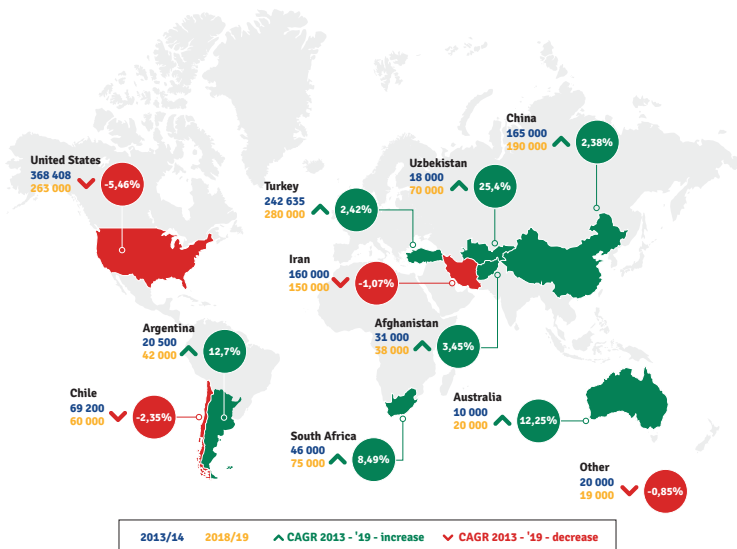 China
165 000
190 000
2,38%
United States
368 408
263 000
-5,46%
Uzbekistan
18 000
70 000
25,4%
Turkey
242 635
280 000
2,42%
Iran
160 000
150 000
-1,07%
Afghanistan
31 000
38 000
3,45%
Argentina
20 500
42 000
12,7%
Chile
69 200
60 000
-2,35%
Australia
10 000
20 000
12,25%
South Africa
46 000
75 000
8,49%
Other
20 000
19 000
-0,85%
2013/14 2018/19 CAGR 2013 - '19 - increase CAGR 2013 - '19 - decrease